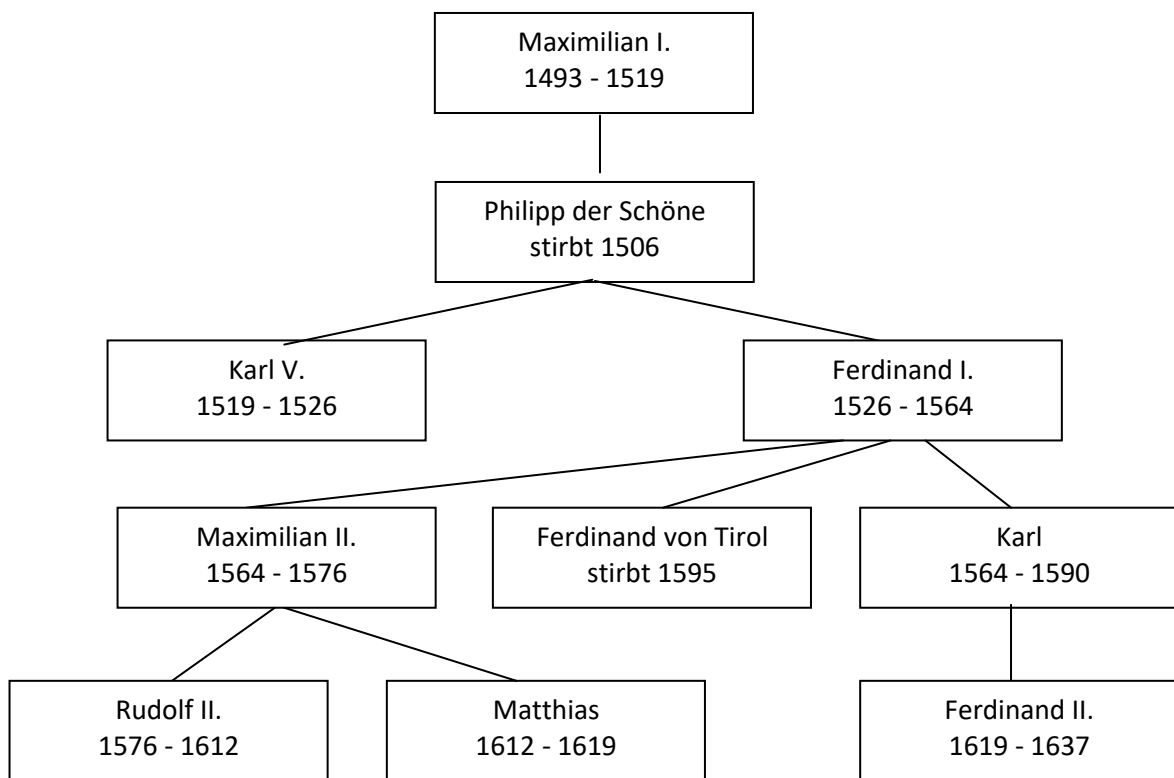 Maximilian I.
1493 - 1519
Philipp der Schöne
stirbt 1506
Karl V.
1519 - 1526
Ferdinand I.
1526 - 1564
Maximilian II.
1564 - 1576
Ferdinand von Tirol
stirbt 1595
Karl
1564 - 1590
Rudolf II.
1576 - 1612
Matthias
1612 - 1619
Ferdinand II.
1619 - 1637